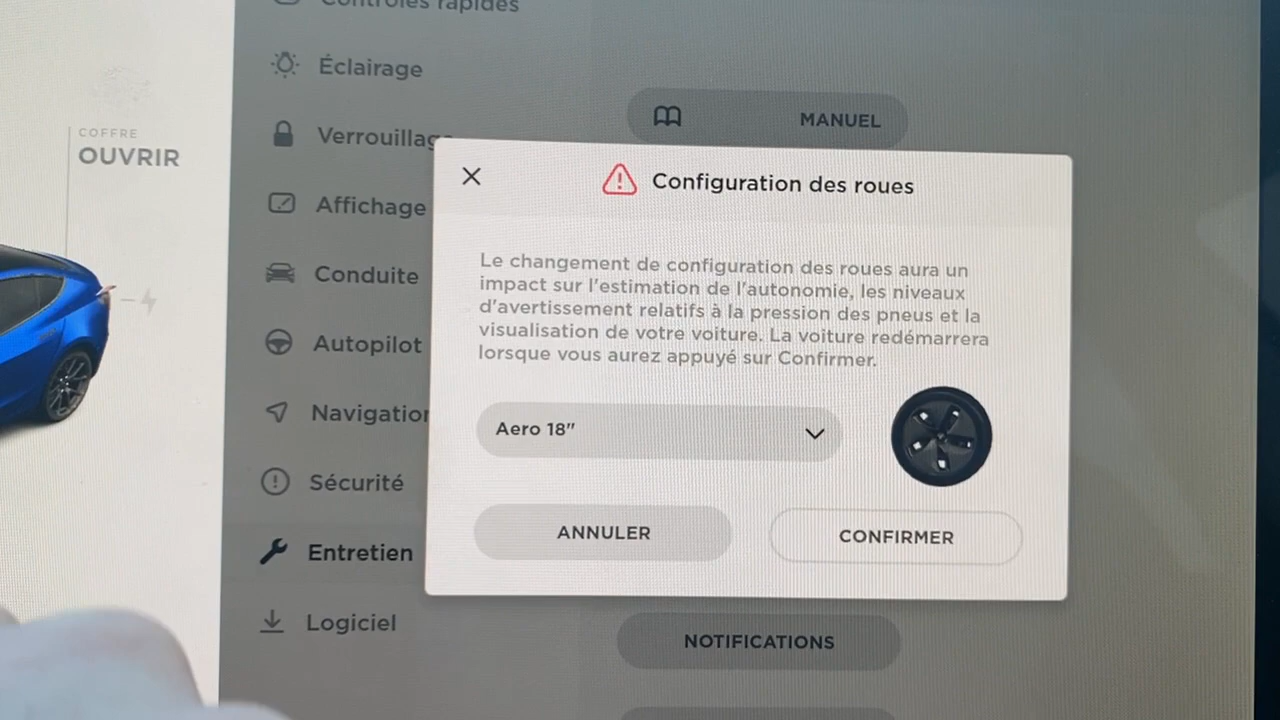 Contrôles rapides
Éclairage
Verrouillag
Affichage
Conduite
Autopilot
Navigation
Sécurité
Entretien
Logiciel
COFFRE
OUVRIR
MANUEL
Configuration des roues
Le changement de configuration des roues aura un
impact sur l'estimation de l'autonomie, les niveaux
d'avertissement relatifs à la pression des pneus et la
visualisation de votre voiture. La voiture redémarrera
lorsque vous aurez appuyé sur Confirmer.
Aero 18"
ANNULER
CONFIRMER
NOTIFICATIONS